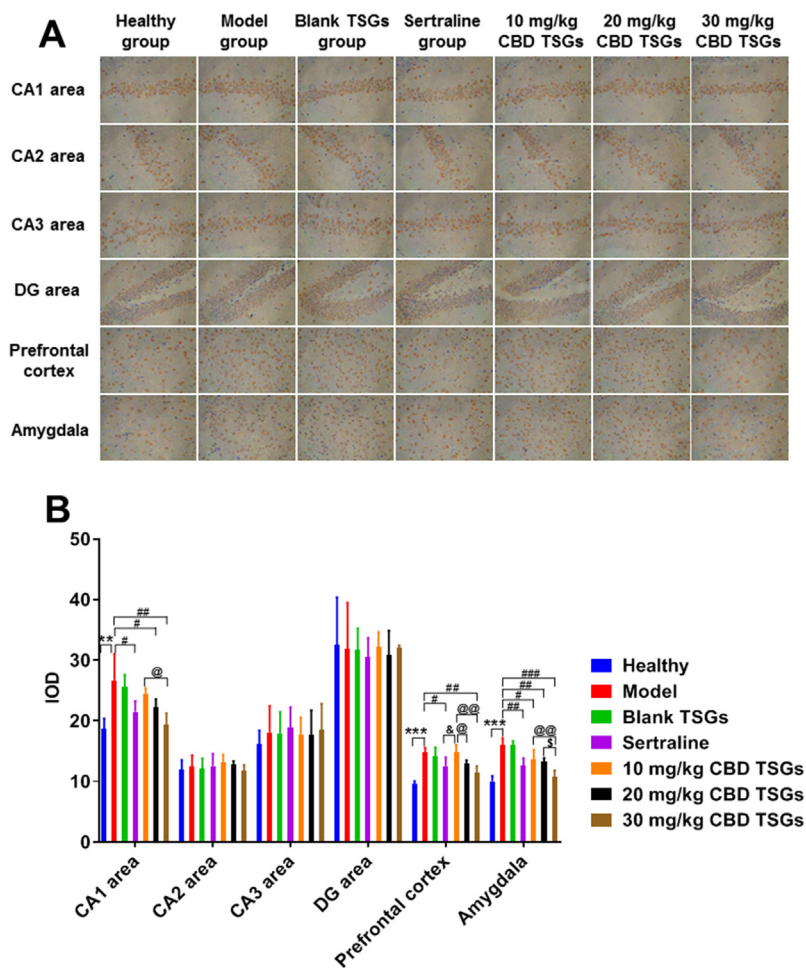 A
Healthy group
Model group
Blank TSGs group
Sertraline group
10 mg/kg CBD TSGs
20 mg/kg CBD TSGs
30 mg/kg CBD TSGs
CA1 area
CA2 area
CA3 area
DG area
Prefrontal cortex
Amygdala
B
IOD
50
40
30
20
10
0
**
#
#
##
@
***
#
##
&
@
@@
***
##
#
##
###
@@
$
CA1 area
CA2 area
CA3 area
DG area
Prefrontal cortex
Amygdala
Healthy
Model
Blank TSGs
Sertraline
10 mg/kg CBD TSGs
20 mg/kg CBD TSGs
30 mg/kg CBD TSGs